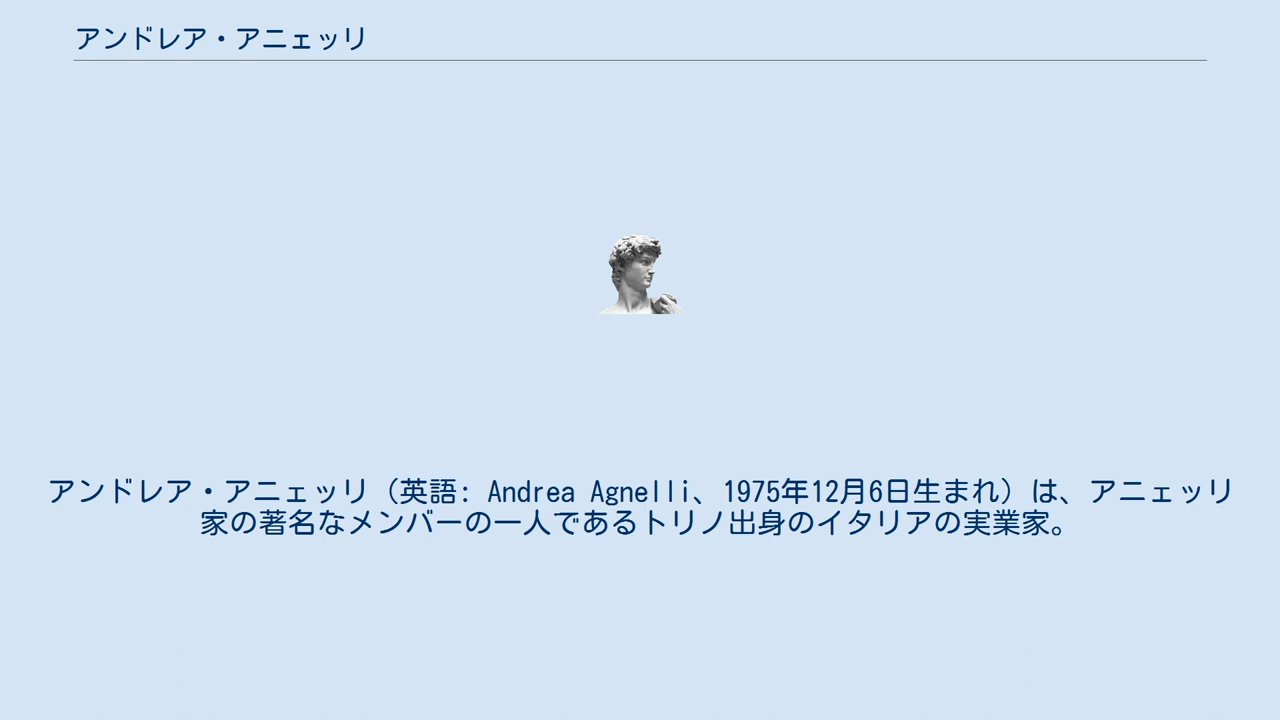 アンドレア・アニェッリ
アンドレア・アニェッリ（英語: Andrea Agnelli、1975年12月6日生まれ）は、アニェッリ
家の著名なメンバーの一人であるトリノ出身のイタリアの実業家。